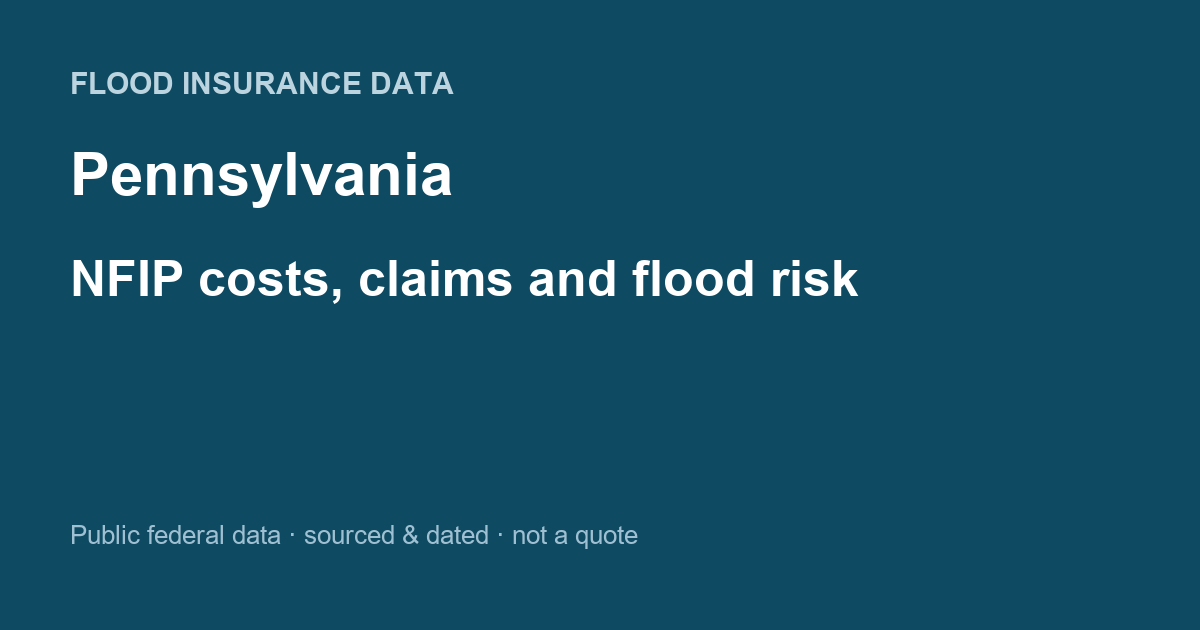 FLOOD INSURANCE DATA
Pennsylvania
NFIP costs, claims and flood risk
Public federal data · sourced & dated · not a quote